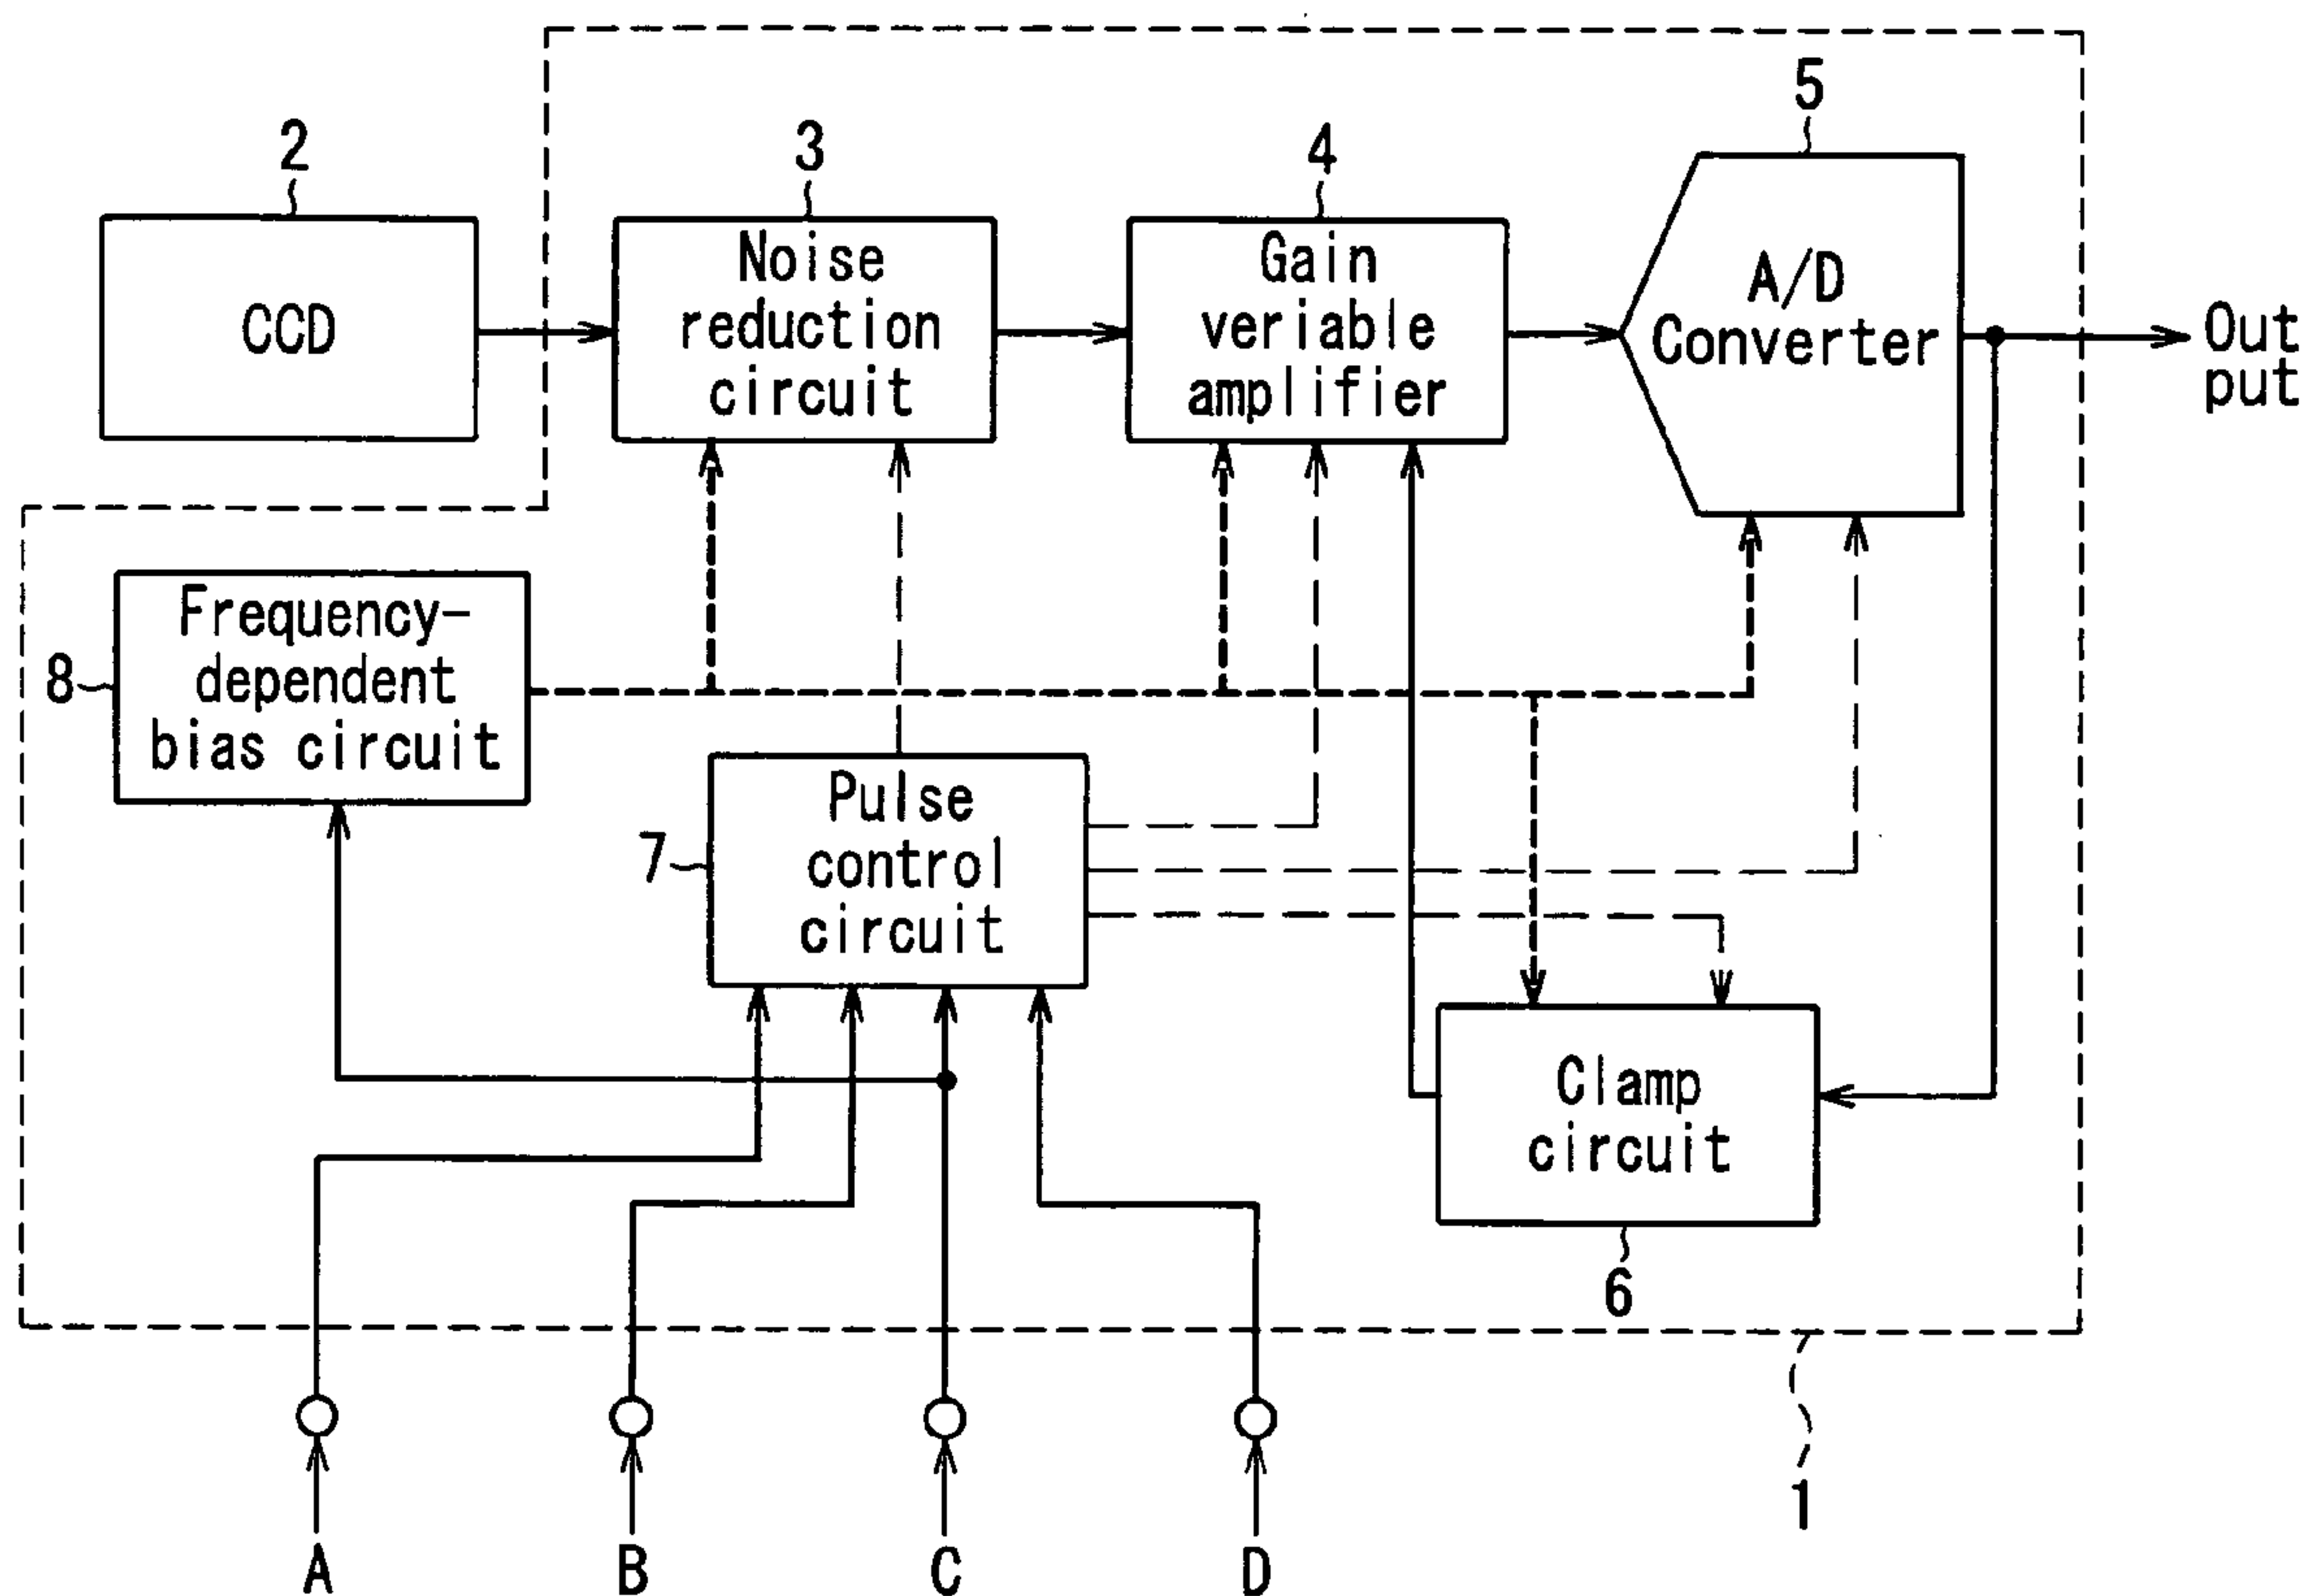 5
2
3
4
CCD
Noise
reduction
circuit
Gain
veriable
amplifier
A/D
Converter
Out
put
8
Frequency-
dependent
bias circuit
7
Pulse
control
circuit
Clamp
circuit
6
1
A
B
C
D